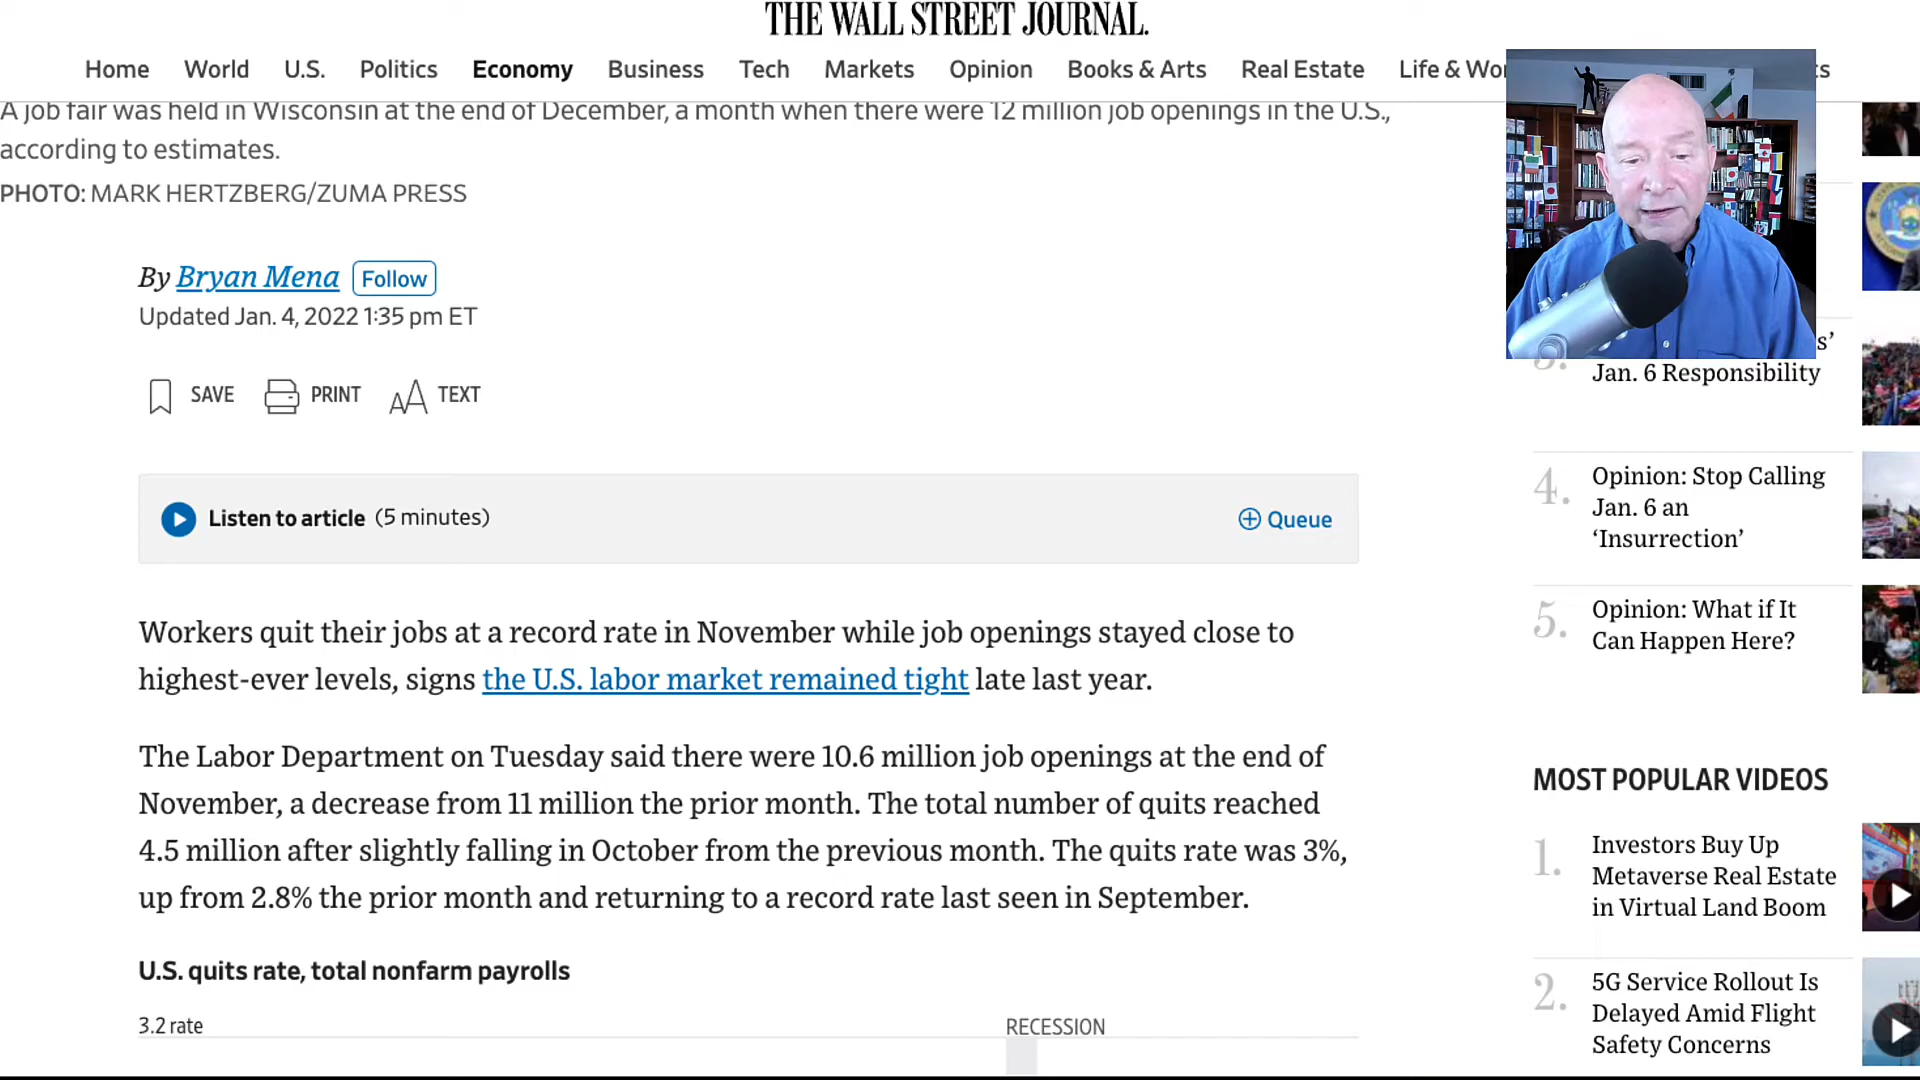 THE WALL STREET JOURNAL.
Home World U.S. Politics Economy Business Tech Markets Opinion Books & Arts Real Estate Life &
A job fair was held in Wisconsin at the end of December, a month when there were 12 million job openings in the U.S.,
according to estimates.
PHOTO: MARK HERTZBERG/ZUMA PRESS
By Bryan Mena Follow
Updated Jan. 4, 2022 1:35 pm ET
SAVE PRINT AA TEXT
Listen to article (5 minutes) Queue
Workers quit their jobs at a record rate in November while job openings stayed close to
highest-ever levels, signs the U.S. labor market remained tight late last year.
The Labor Department on Tuesday said there were 10.6 million job openings at the end of
November, a decrease from 11 million the prior month. The total number of quits reached
4.5 million after slightly falling in October from the previous month. The quits rate was 3%,
up from 2.8% the prior month and returning to a record rate last seen in September.
U.S. quits rate, total nonfarm payrolls
3.2 rate
RECESSION
Jan. 6 Responsibility
4. Opinion: Stop Calling
Jan. 6 an
‘Insurrection’
5. Opinion: What if It
Can Happen Here?
MOST POPULAR VIDEOS
1. Investors Buy Up
Metaverse Real Estate
in Virtual Land Boom
2. 5G Service Rollout Is
Delayed Amid Flight
Safety Concerns